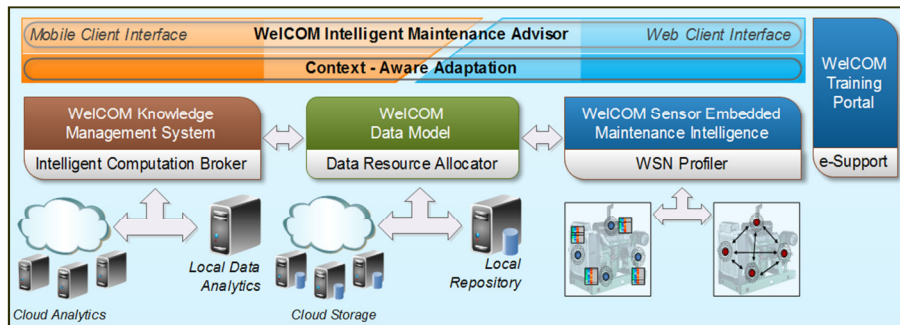 Mobile Client Interface
WelCOM Intelligent Maintenance Advisor
Web Client Interface
Context - Aware Adaptation
WelCOM
Training
Portal
e-Support
WelCOM Knowledge
Management System
Intelligent Computation Broker
WelCOM
Data Model
Data Resource Allocator
WelCOM Sensor Embedded
Maintenance Intelligence
WSN Profiler
Local Data
Analytics
Cloud Analytics
Local
Repository
Cloud Storage